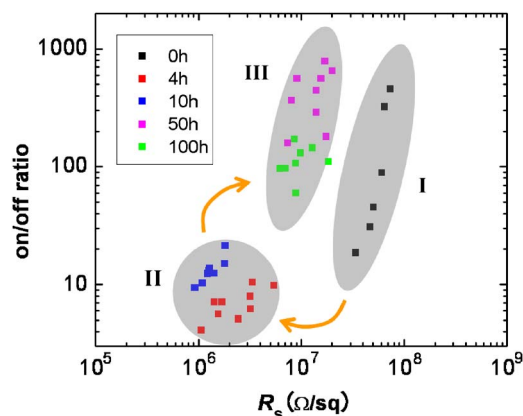 on/off ratio
1000
100
10
0h
4h
10h
50h
100h
III
I
II
10⁵
10⁶
10⁷
10⁸
10⁹
Rₛ(Ω/sq)